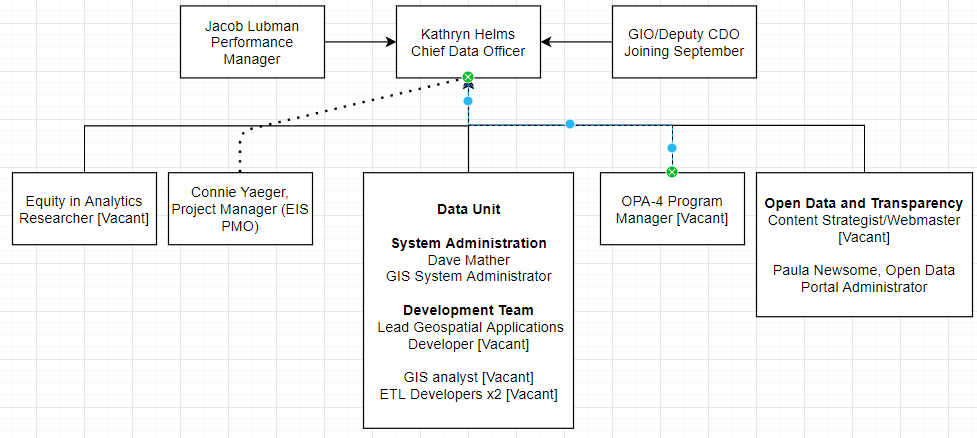 Jacob Lubman
Performance
Manager
Kathryn Helms
Chief Data Officer
GIO/Deputy CDO
Joining September
Equity in Analytics
Researcher [Vacant]
Connie Yaeger,
Project Manager (EIS
PMO)
Data Unit
System Administration
Dave Mather
GIS System Administrator
Development Team
Lead Geospatial Applications
Developer [Vacant]
GIS analyst [Vacant]
ETL Developers x2 [Vacant]
OPA-4 Program
Manager [Vacant]
Open Data and Transparency
Content Strategist/Webmaster
[Vacant]
Paula Newsome, Open Data
Portal Administrator